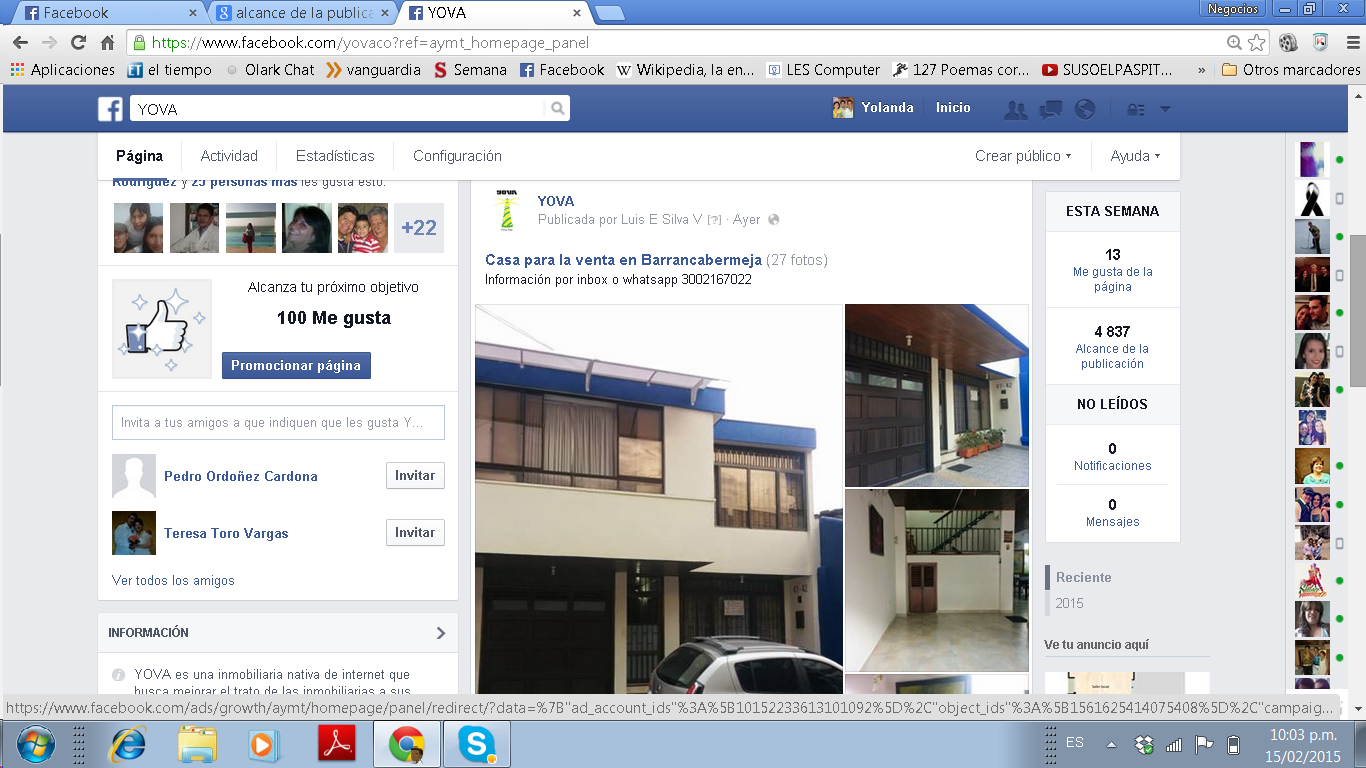 Facebook
alcance de la publica
YOVA
Negocios
https://www.facebook.com/yovaco?ref=aymt_homepage_panel
Aplicaciones
el tiempo
Olark Chat
vanguardia
Semana
Facebook
Wikipedia, la en...
LES Computer
127 Poemas cor...
SUSOELPASPIT...
»
Otros marcadores
YOVA
Yolanda
Inicio
Página
Actividad
Estadísticas
Configuración
Crear público
Ayuda
Rodríguez y 25 personas más les gusta esto.
+22
Alcanza tu próximo objetivo
100 Me gusta
Promocionar página
Invita a tus amigos a que indiquen que les gusta Y...
Pedro Ordoñez Cardona
Invitar
Teresa Toro Vargas
Invitar
Ver todos los amigos
INFORMACIÓN
YOVA es una inmobiliaria nativa de internet que
busca mejorar el trato de las inmobiliarias a sus
YOVA
YOVA
Publicada por Luis E Silva V [?] · Ayer
Casa para la venta en Barrancabermeja (27 fotos)
Información por inbox o whatsapp 3002167022
ESTA SEMANA
13
Me gusta de la
página
4 837
Alcance de la
publicación
NO LEÍDOS
0
Notificaciones
0
Mensajes
Reciente
2015
Ve tu anuncio aquí
https://www.facebook.com/ads/growth/aymt/homepage/panel/redirect/?data=%7B"ad_account_ids"%3A%5B10152233613101092%5D%2C"object_ids"%3A%5B1561625414075408%5D%2C"campaig...
ES
10:03 p.m.
15/02/2015